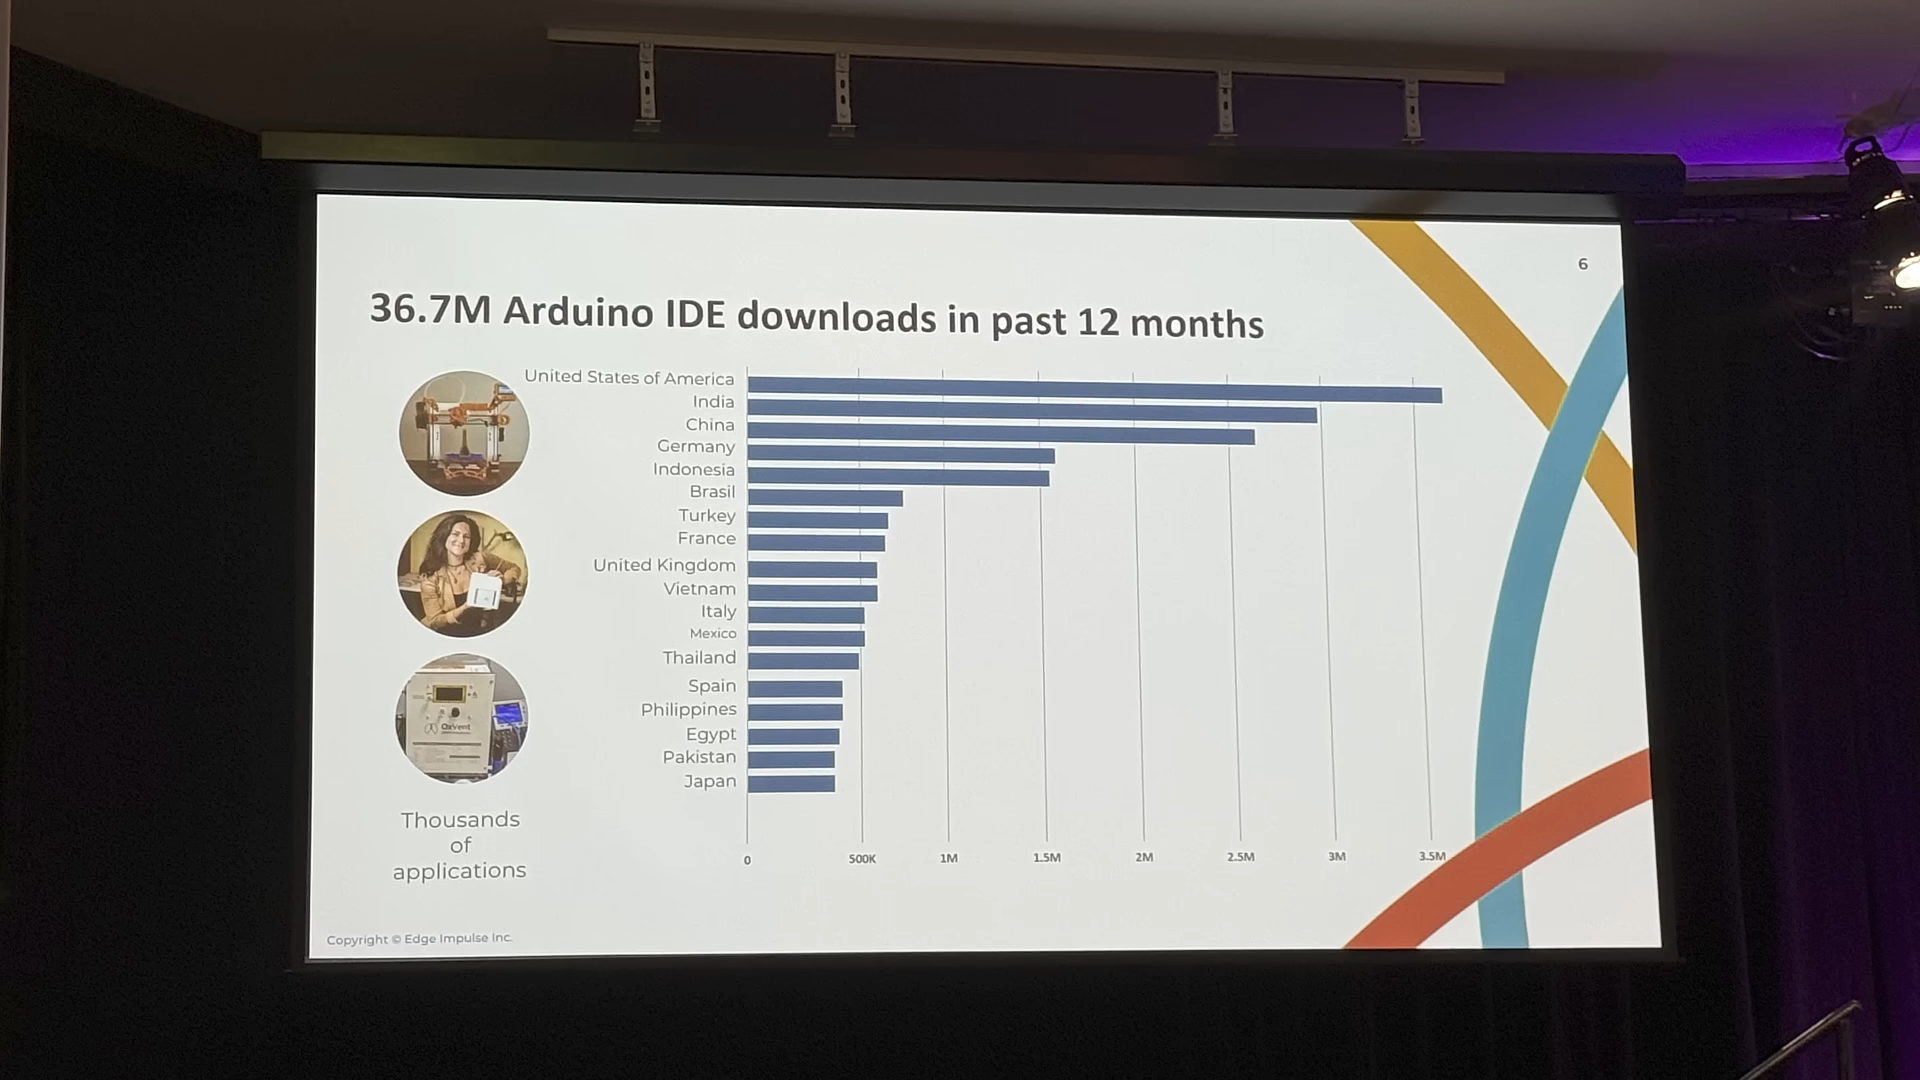 6
36.7M Arduino IDE downloads in past 12 months
United States of America
India
China
Germany
Indonesia
Brasil
Turkey
France
United Kingdom
Vietnam
Italy
Mexico
Thailand
Spain
Philippines
Egypt
Pakistan
Japan
0 500K 1M 1.5M 2M 2.5M 3M 3.5M
OxVent
Thousands
of
applications
Copyright © Edge Impulse Inc.